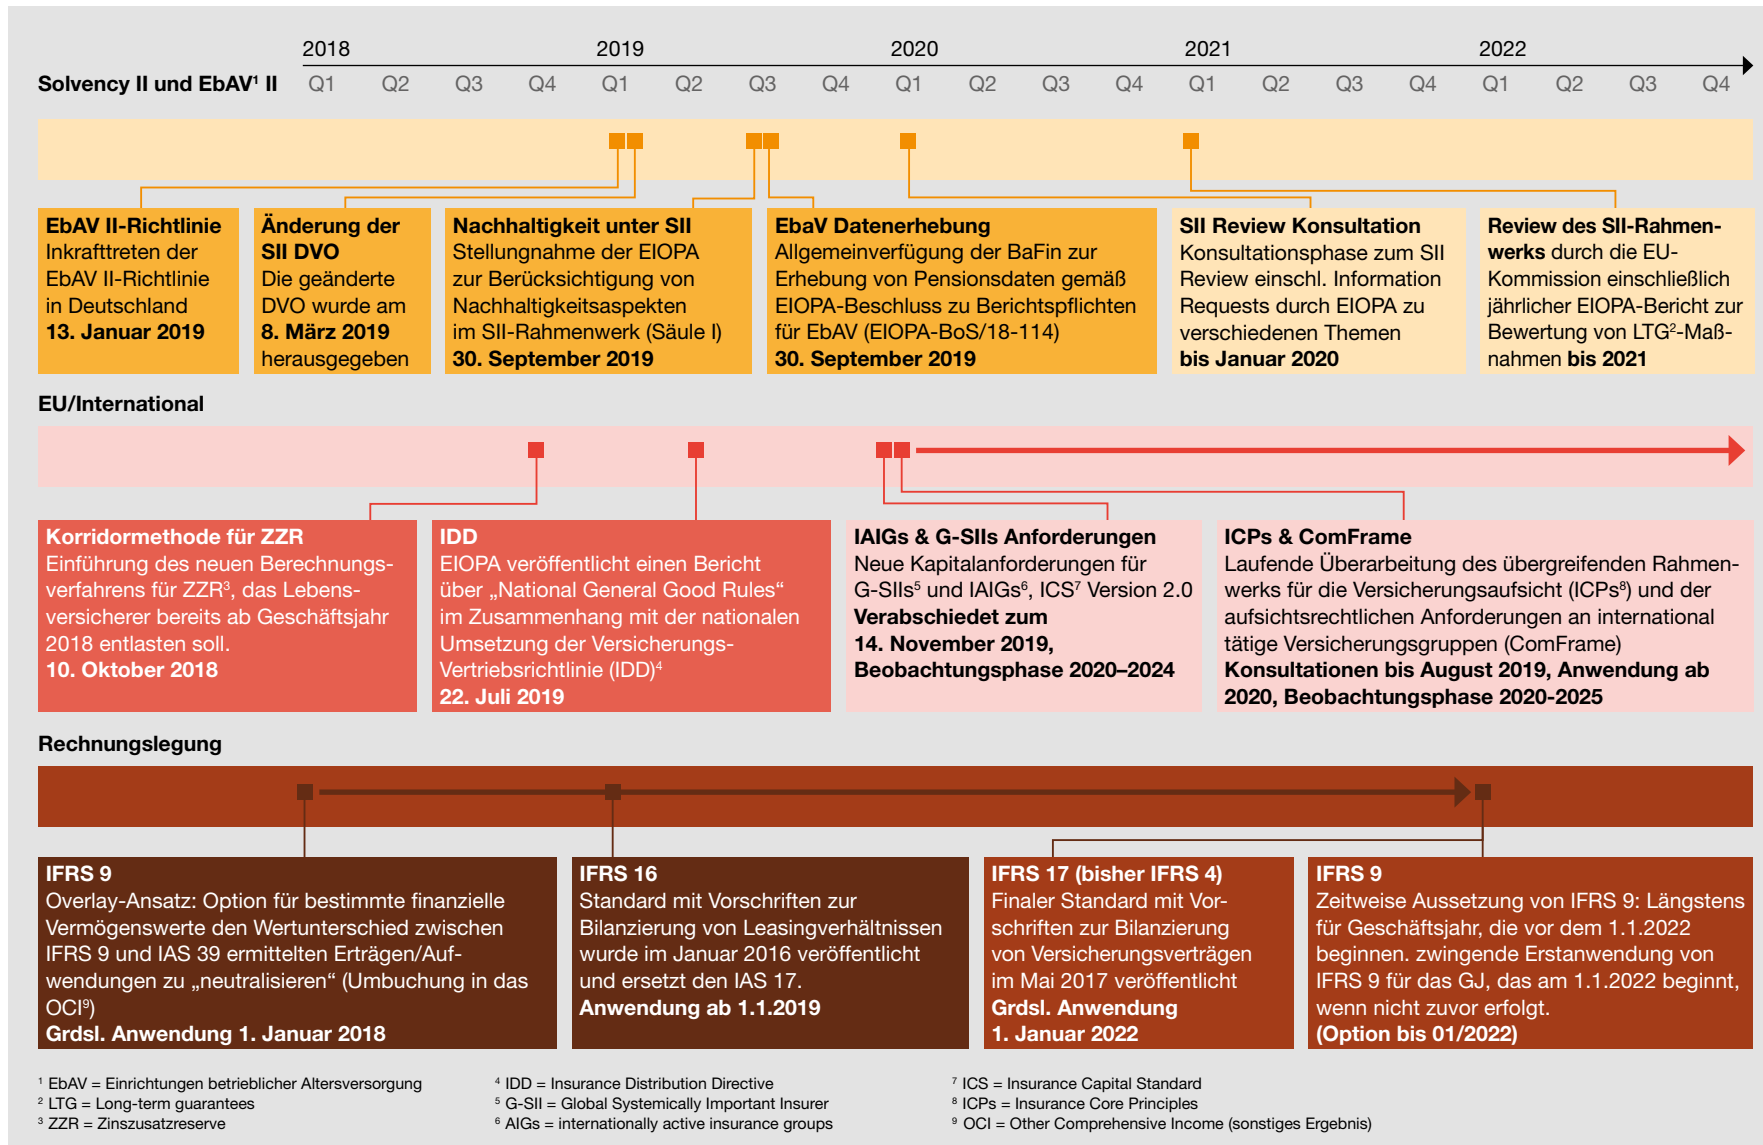 2018 2019 2020 2021 2022
Solvency II und EbAV¹ II Q1 Q2 Q3 Q4 Q1 Q2 Q3 Q4 Q1 Q2 Q3 Q4 Q1 Q2 Q3 Q4 Q1 Q2 Q3 Q4
EbAV II-Richtlinie
Inkrafttreten der
EbAV II-Richtlinie
in Deutschland
13. Januar 2019
Änderung der
SII DVO
Die geänderte
DVO wurde am
8. März 2019
herausgegeben
Nachhaltigkeit unter SII
Stellungnahme der EIOPA
zur Berücksichtigung von
Nachhaltigkeitsaspekten
im SII-Rahmenwerk (Säule I)
30. September 2019
EbaV Datenerhebung
Allgemeinverfügung der BaFin zur
Erhebung von Pensionsdaten gemäß
EIOPA-Beschluss zu Berichtspflichten
für EbAV (EIOPA-BoS/18-114)
30. September 2019
SII Review Konsultation
Konsultationsphase zum SII
Review einschl. Information
Requests durch EIOPA zu
verschiedenen Themen
bis Januar 2020
Review des SII-Rahmen-
werks durch die EU-
Kommission einschließlich
jährlicher EIOPA-Bericht zur
Bewertung von LTG²-Maß-
nahmen bis 2021
EU/International
Korridormethode für ZZR
Einführung des neuen Berechnungs-
verfahrens für ZZR³, das Lebens-
versicherer bereits ab Geschäftsjahr
2018 entlasten soll.
10. Oktober 2018
IDD
EIOPA veröffentlicht einen Bericht
über „National General Good Rules“
im Zusammenhang mit der nationalen
Umsetzung der Versicherungs-
Vertriebsrichtlinie (IDD)⁴
22. Juli 2019
IAIGs & G-SIIs Anforderungen
Neue Kapitalanforderungen für
G-SIIs⁵ und IAIGs⁶, ICS⁷ Version 2.0
Verabschiedet zum
14. November 2019,
Beobachtungsphase 2020–2024
ICPs & ComFrame
Laufende Überarbeitung des übergreifenden Rahmen-
werks für die Versicherungsaufsicht (ICPs⁸) und der
aufsichtsrechtlichen Anforderungen an international
tätige Versicherungsgruppen (ComFrame)
Konsultationen bis August 2019, Anwendung ab
2020, Beobachtungsphase 2020-2025
Rechnungslegung
IFRS 9
Overlay-Ansatz: Option für bestimmte finanzielle
Vermögenswerte den Wertunterschied zwischen
IFRS 9 und IAS 39 ermittelten Erträgen/Auf-
wendungen zu „neutralisieren“ (Umbuchung in das
OCI⁹)
Grdsl. Anwendung 1. Januar 2018
IFRS 16
Standard mit Vorschriften zur
Bilanzierung von Leasingverhältnissen
wurde im Januar 2016 veröffentlicht
und ersetzt den IAS 17.
Anwendung ab 1.1.2019
IFRS 17 (bisher IFRS 4)
Finaler Standard mit Vor-
schriften zur Bilanzierung
von Versicherungsverträgen
im Mai 2017 veröffentlicht
Grdsl. Anwendung
1. Januar 2022
IFRS 9
Zeitweise Aussetzung von IFRS 9: Längstens
für Geschäftsjahr, die vor dem 1.1.2022
beginnen. zwingende Erstanwendung von
IFRS 9 für das GJ, das am 1.1.2022 beginnt,
wenn nicht zuvor erfolgt.
(Option bis 01/2022)
¹ EbAV = Einrichtungen betrieblicher Altersversorgung
² LTG = Long-term guarantees
³ ZZR = Zinszusatzreserve
⁴ IDD = Insurance Distribution Directive
⁵ G-SII = Global Systemically Important Insurer
⁶ AIGs = internationally active insurance groups
⁷ ICS = Insurance Capital Standard
⁸ ICPs = Insurance Core Principles
⁹ OCI = Other Comprehensive Income (sonstiges Ergebnis)